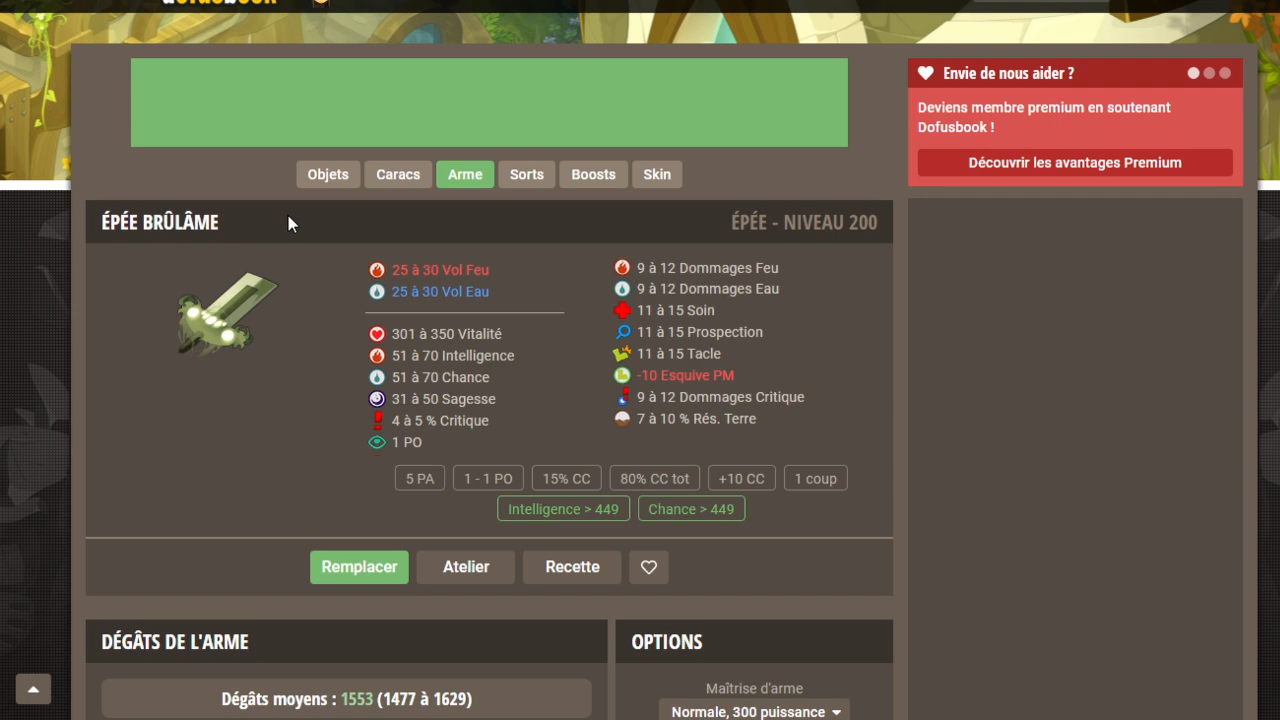 Envie de nous aider ?
Deviens membre premium en soutenant
Dofusbook !
Découvrir les avantages Premium
Objets
Caracs
Arme
Sorts
Boosts
Skin
ÉPÉE BRÛLÂME
ÉPÉE - NIVEAU 200
25 à 30 Vol Feu
25 à 30 Vol Eau
301 à 350 Vitalité
51 à 70 Intelligence
51 à 70 Chance
31 à 50 Sagesse
4 à 5 % Critique
1 PO
9 à 12 Dommages Feu
9 à 12 Dommages Eau
11 à 15 Soin
11 à 15 Prospection
11 à 15 Tacle
-10 Esquive PM
9 à 12 Dommages Critique
7 à 10 % Rés. Terre
5 PA
1 - 1 PO
15% CC
80% CC tot
+10 CC
1 coup
Intelligence > 449
Chance > 449
Remplacer
Atelier
Recette
DÉGÂTS DE L'ARME
Dégâts moyens : 1553 (1477 à 1629)
OPTIONS
Maîtrise d'arme
Normale, 300 puissance